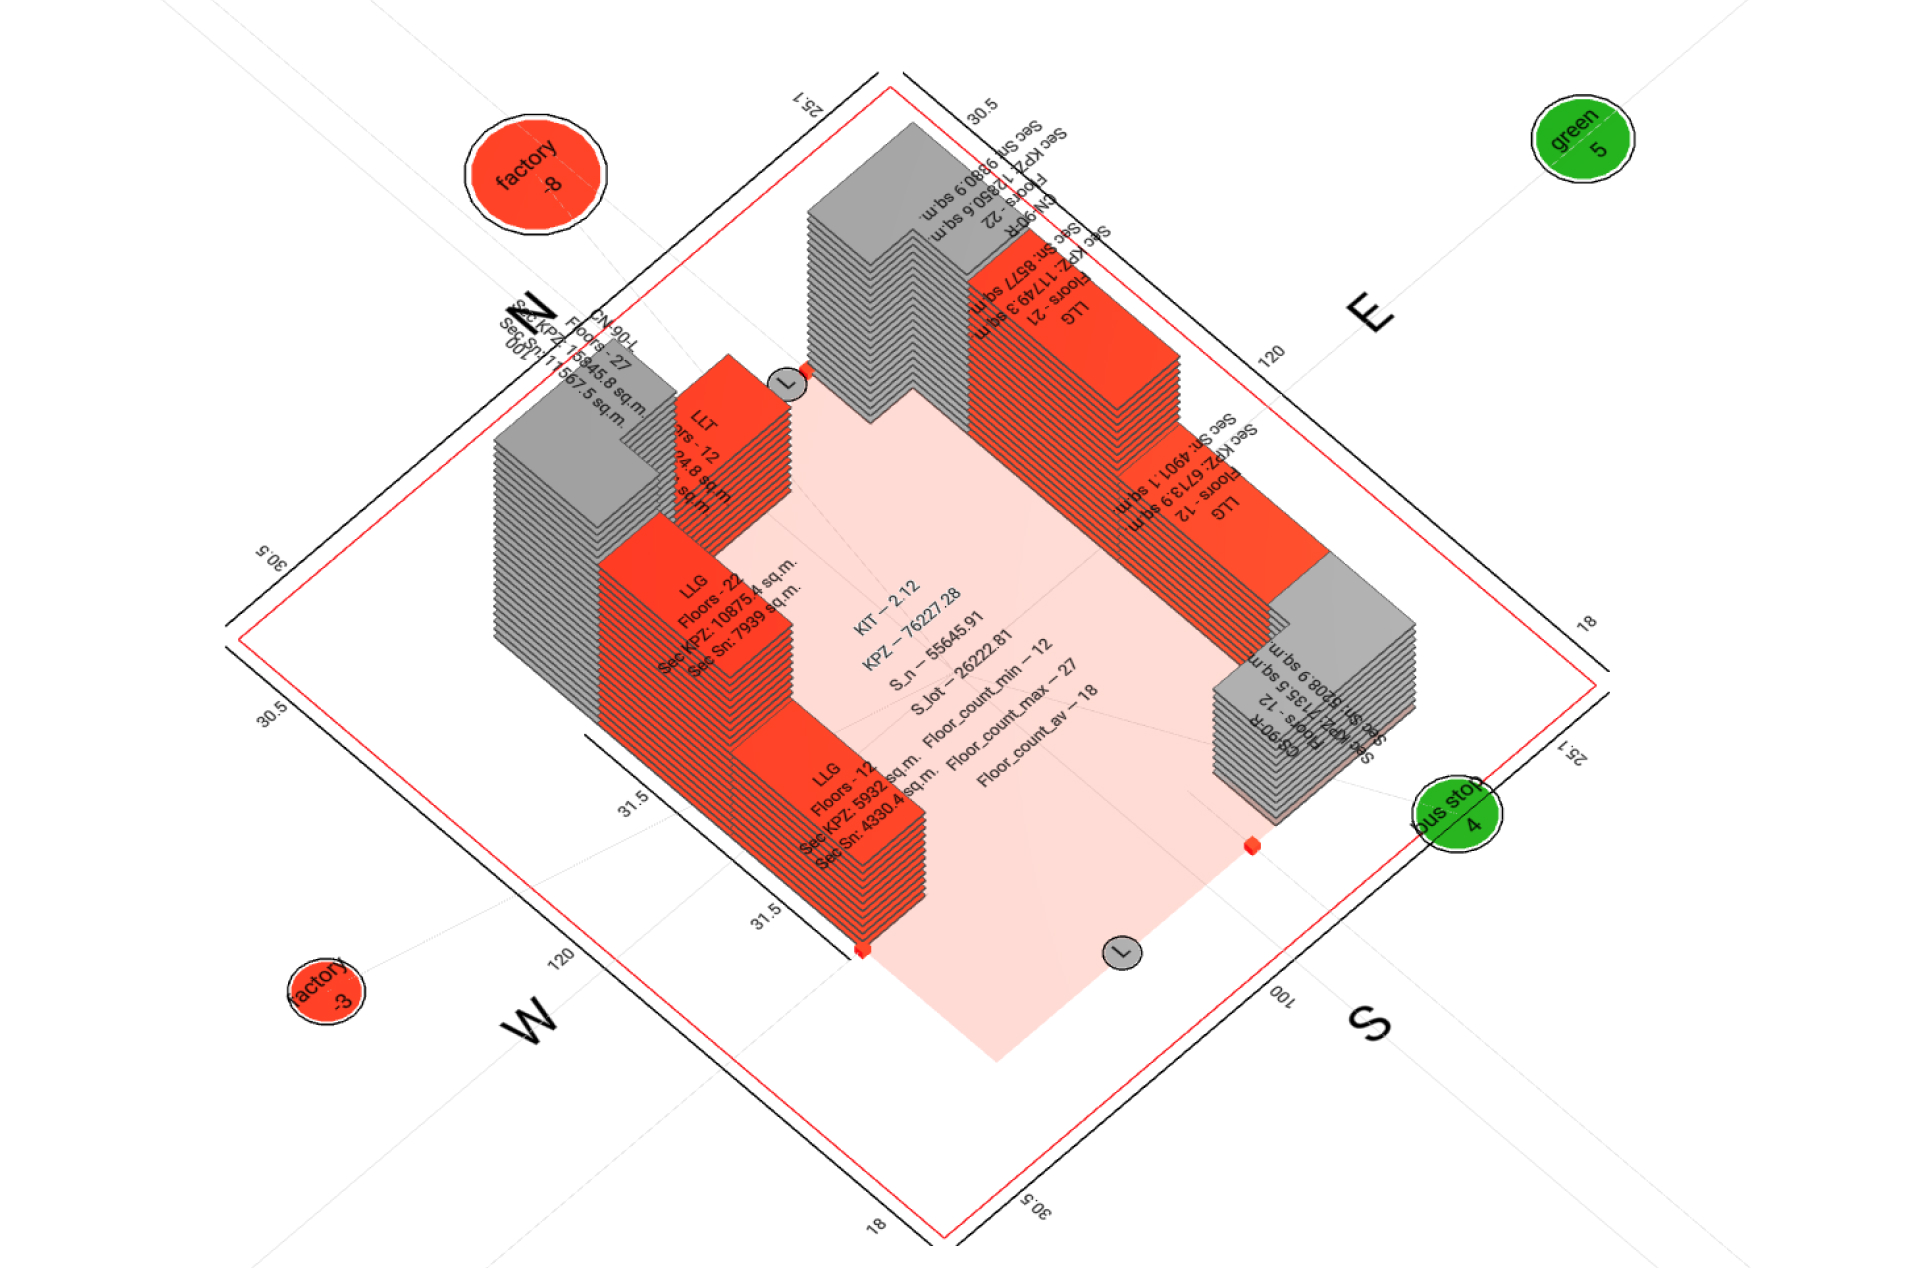 factory
-8
green
5
N
E
W
S
25.1
30.5
100
120
30.5
18
30.5
25.1
31.5
31.5
120
100
18
30.5
CN-90-R
Floors - 22
Sec KPZ: 12850.6 sq.m.
Sec Sn: 9380.9 sq.m.
LLG
Floors - 21
Sec KPZ: 11749.3 sq.m.
Sec Sn: 8577 sq.m.
LLG
Floors - 12
Sec KPZ: 6713.9 sq.m.
Sec Sn: 4901.1 sq.m.
Floors - 12
Sec KPZ: 7135.5 sq.m.
Sec Sn: 5208.9 sq.m.
CN-90-L
Floors - 27
Sec KPZ: 15845.8 sq.m.
Sec Sn: 11567.5 sq.m.
LLT
ors - 12
24.8 sq.m.
sq.m.
L
LLG
Floors - 22
Sec KPZ: 10875.4 sq.m.
Sec Sn: 7939 sq.m.
LLG
Floors - 12
Sec KPZ: 5932 sq.m.
Sec Sn: 4330.4 sq.m.
KIT — 2.12
KPZ — 76227.28
S_n — 55645.91
S_lot — 26222.81
Floor_count_min — 12
Floor_count_max — 27
Floor_count_av — 18
L
bus stop
4
factory
-3